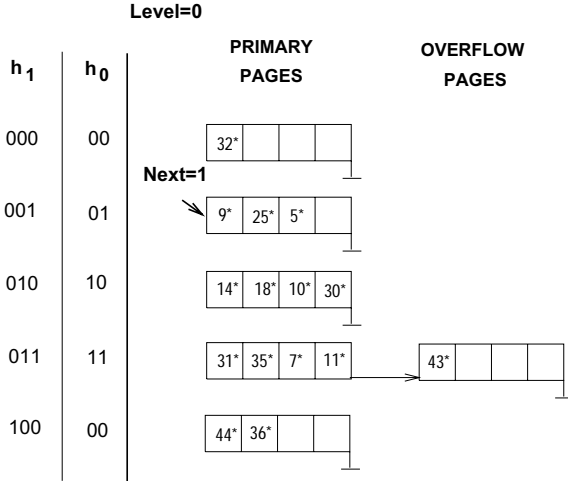 Level=0
PRIMARY OVERFLOW
h1 h0 PAGES PAGES
000 00 32*
Next=1
001 01 9* 25* 5*
010 10 14* 18* 10* 30*
011 11 31* 35* 7* 11* 43*
100 00 44* 36*